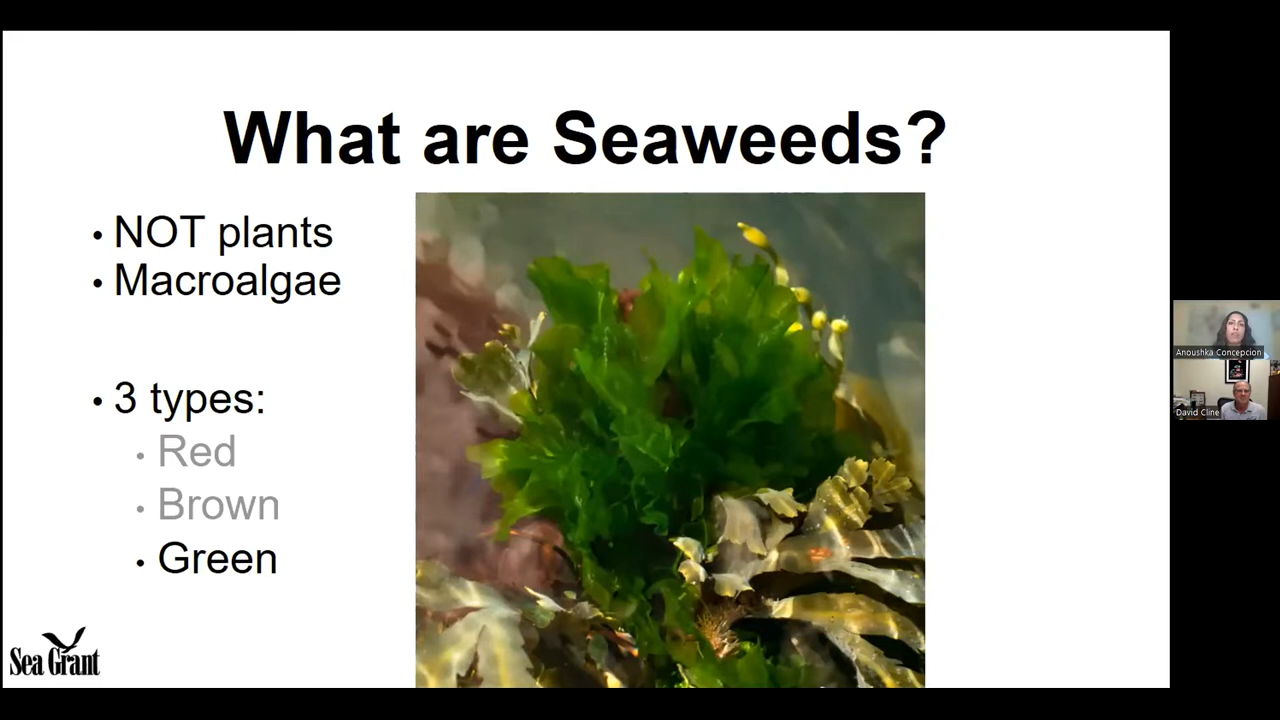 What are Seaweeds?
• NOT plants
• Macroalgae
• 3 types:
• Red
• Brown
• Green
Sea Grant
Anoushka Concepcion
David Cline